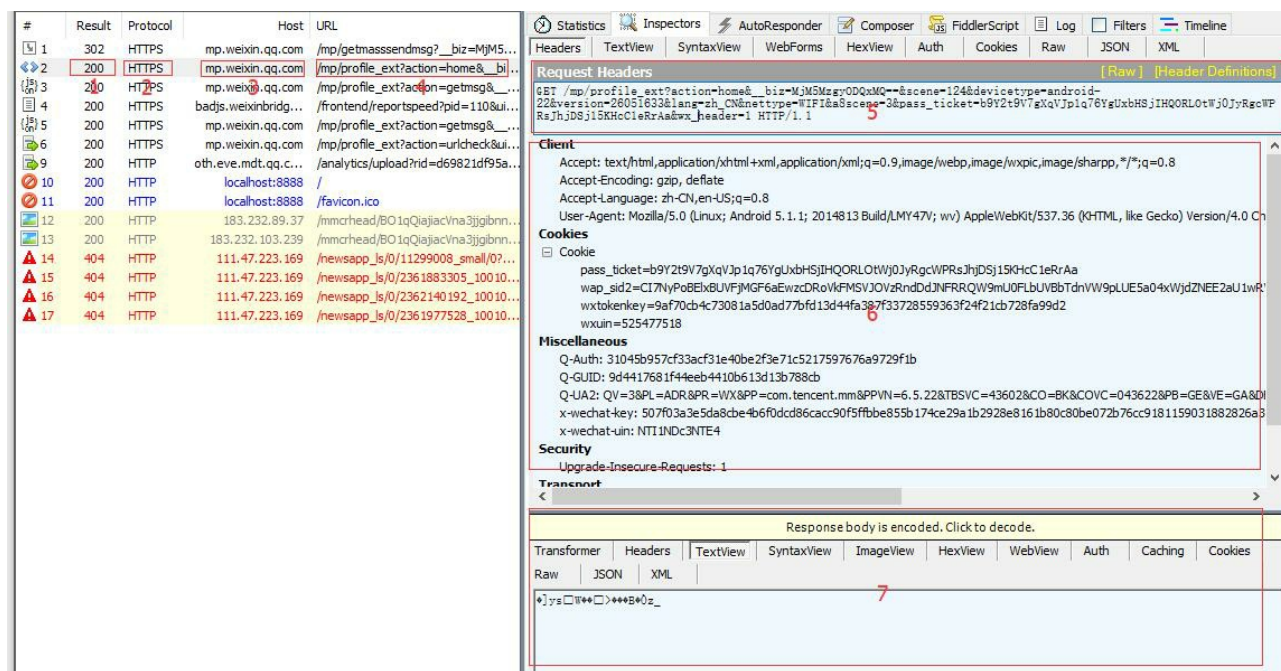 # Result Protocol Host URL
1 302 HTTPS mp.weixin.qq.com /mp/getmasssendmsg?__biz=MjM5...
2 200 HTTPS mp.weixin.qq.com /mp/profile_ext?action=home&__bi...
3 200 HTTPS mp.weixin.qq.com /mp/profile_ext?action=getmsg&__...
4 200 HTTPS badjs.weixinbridg... /frontend/reportspeed?pid=110&ui...
5 200 HTTPS mp.weixin.qq.com /mp/profile_ext?action=getmsg&__...
6 200 HTTPS mp.weixin.qq.com /mp/profile_ext?action=urlcheck&ui...
9 200 HTTP oth.eve.mdt.qq.c... /analytics/upload?rid=d69821df95a...
10 200 HTTP localhost:8888 /
11 200 HTTP localhost:8888 /favicon.ico
12 200 HTTP 183.232.89.37 /mmcrhead/BO1qQiajiacVna3jjgibnn...
13 200 HTTP 183.232.103.239 /mmcrhead/BO1qQiajiacVna3jjgibnn...
14 404 HTTP 111.47.223.169 /newsapp_ls/0/11299008_small/0?...
15 404 HTTP 111.47.223.169 /newsapp_ls/0/2361883305_10010...
16 404 HTTP 111.47.223.169 /newsapp_ls/0/2362140192_10010...
17 404 HTTP 111.47.223.169 /newsapp_ls/0/2361977528_10010...
1 2 3 4
Statistics Inspectors AutoResponder Composer FiddlerScript Log Filters Timeline
Headers TextView SyntaxView WebForms HexView Auth Cookies Raw JSON XML
Request Headers [Raw] [Header Definitions]
GET /mp/profile_ext?action=home&__biz=MjM5MzgyODQxMQ==&scene=124&devicetype=android-
22&version=26051633&lang=zh_CN&nettype=WIFI&a8scene=3&pass_ticket=b9Y2t9V7gXqVJp1q76YgUxbHSjIHQORLOtWj0JyRgcWP
RsJhjDSj15KHcC1eRrAa&wx_header=1 HTTP/1.1
5
Client
Accept: text/html,application/xhtml+xml,application/xml;q=0.9,image/webp,image/wxpic,image/sharpp,*/*;q=0.8
Accept-Encoding: gzip, deflate
Accept-Language: zh-CN,en-US;q=0.8
User-Agent: Mozilla/5.0 (Linux; Android 5.1.1; 2014813 Build/LMY47V; wv) AppleWebKit/537.36 (KHTML, like Gecko) Version/4.0 Ch
Cookies
Cookie
pass_ticket=b9Y2t9V7gXqVJp1q76YgUxbHSjIHQORLOtWj0JyRgcWPRsJhjDSj15KHcC1eRrAa
wap_sid2=CI7NyPoBElxBUVFjMGF6aEwzcDRoVkFMSVJOVzRndDdJNFRRQW9mU0FLbUVBbTdnVW9pLUE5a04xWjdZNEE2aU1wR
wxtokenkey=9af70cb4c73081a5d0ad77bfd13d44fa387f33728559363f24f21cb728fa99d2
wxuin=525477518
6
Miscellaneous
Q-Auth: 31045b957cf33acf31e40be2f3e71c5217597676a9729f1b
Q-GUID: 9d4417681f44eeb4410b613d13b788cb
Q-UA2: QV=3&PL=ADR&PR=WX&PP=com.tencent.mm&PPVN=6.5.22&TBSVC=43602&CO=BK&COVC=043622&PB=GE&VE=GA&D
x-wechat-key: 507f03a3e5da8cbe4b6f0dcd86cacc90f5ffbbe855b174ce29a1b2928e8161b80c80be072b76cc9181159031882826a3
x-wechat-uin: NTI1NDc3NTE4
Security
Upgrade-Insecure-Requests: 1
Transport
Response body is encoded. Click to decode.
Transformer Headers TextView SyntaxView ImageView HexView WebView Auth Caching Cookies
Raw JSON XML
7